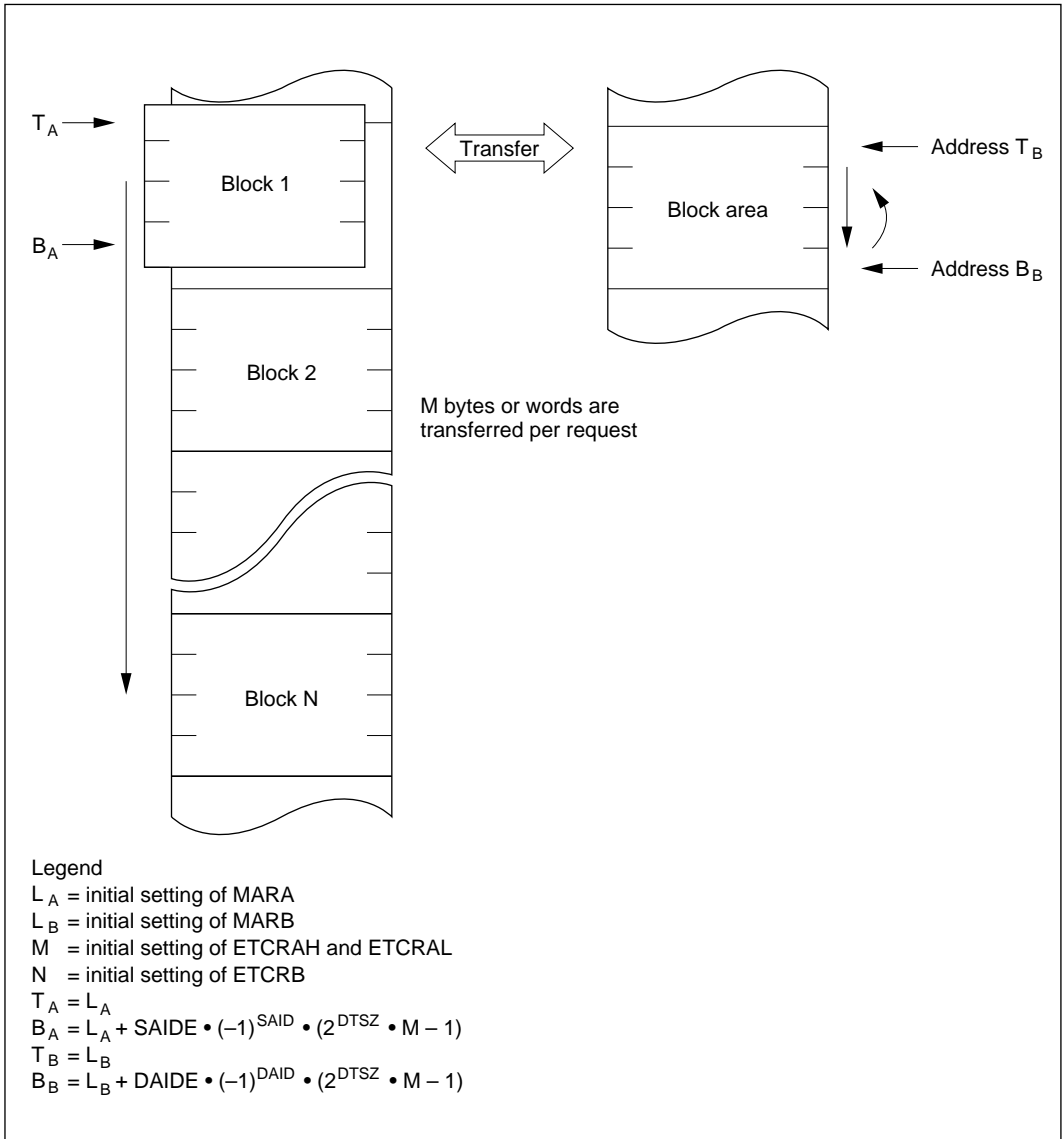 T_A
Block 1
B_A
Transfer
Address T_B
Block area
Address B_B
Block 2
M bytes or words are
transferred per request
Block N
Legend
L_A = initial setting of MARA
L_B = initial setting of MARB
M = initial setting of ETCRAH and ETCRAL
N = initial setting of ETCRB
T_A = L_A
B_A = L_A + SAIDE • (–1)^SAID • (2^DTSZ • M – 1)
T_B = L_B
B_B = L_B + DAIDE • (–1)^DAID • (2^DTSZ • M – 1)